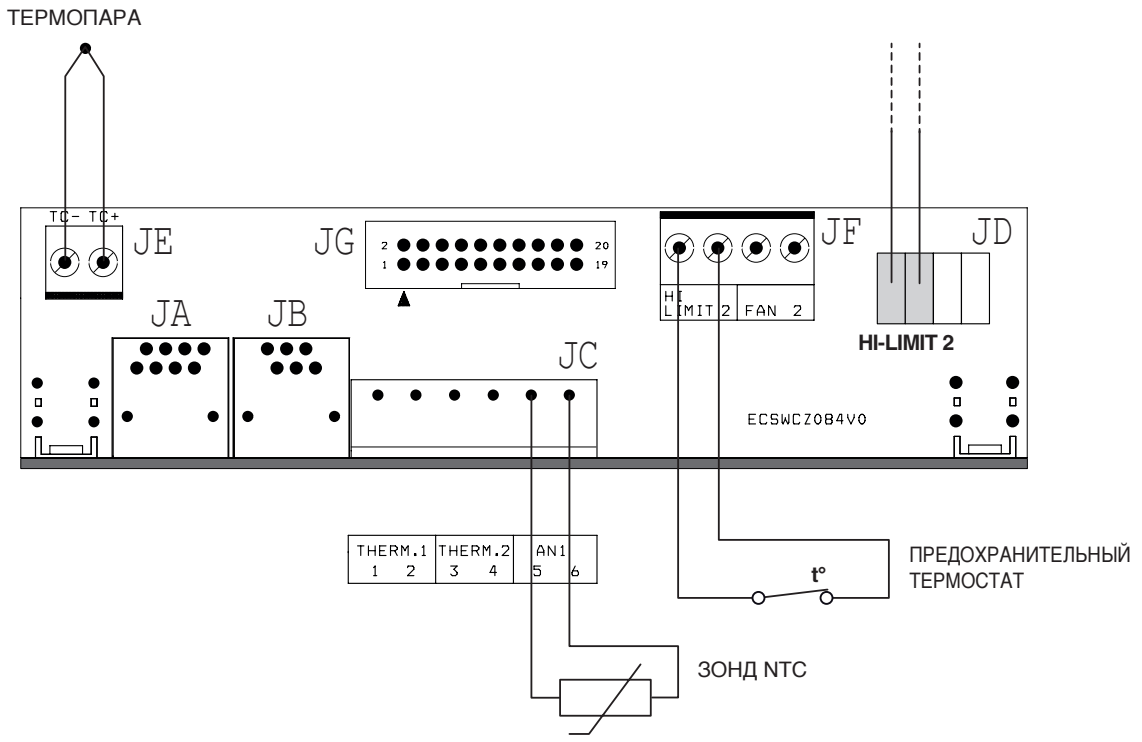 ТЕРМОПАРА
TC- TC+
JE
JG
2 20
1 19
JF
JD
HI
LIMIT 2 FAN 2
HI-LIMIT 2
JA
JB
JC
ECSWCZ084V0
THERM.1 THERM.2 AN1
1 2 3 4 5 6
t°
ПРЕДОХРАНИТЕЛЬНЫЙ
ТЕРМОСТАТ
ЗОНД NTC